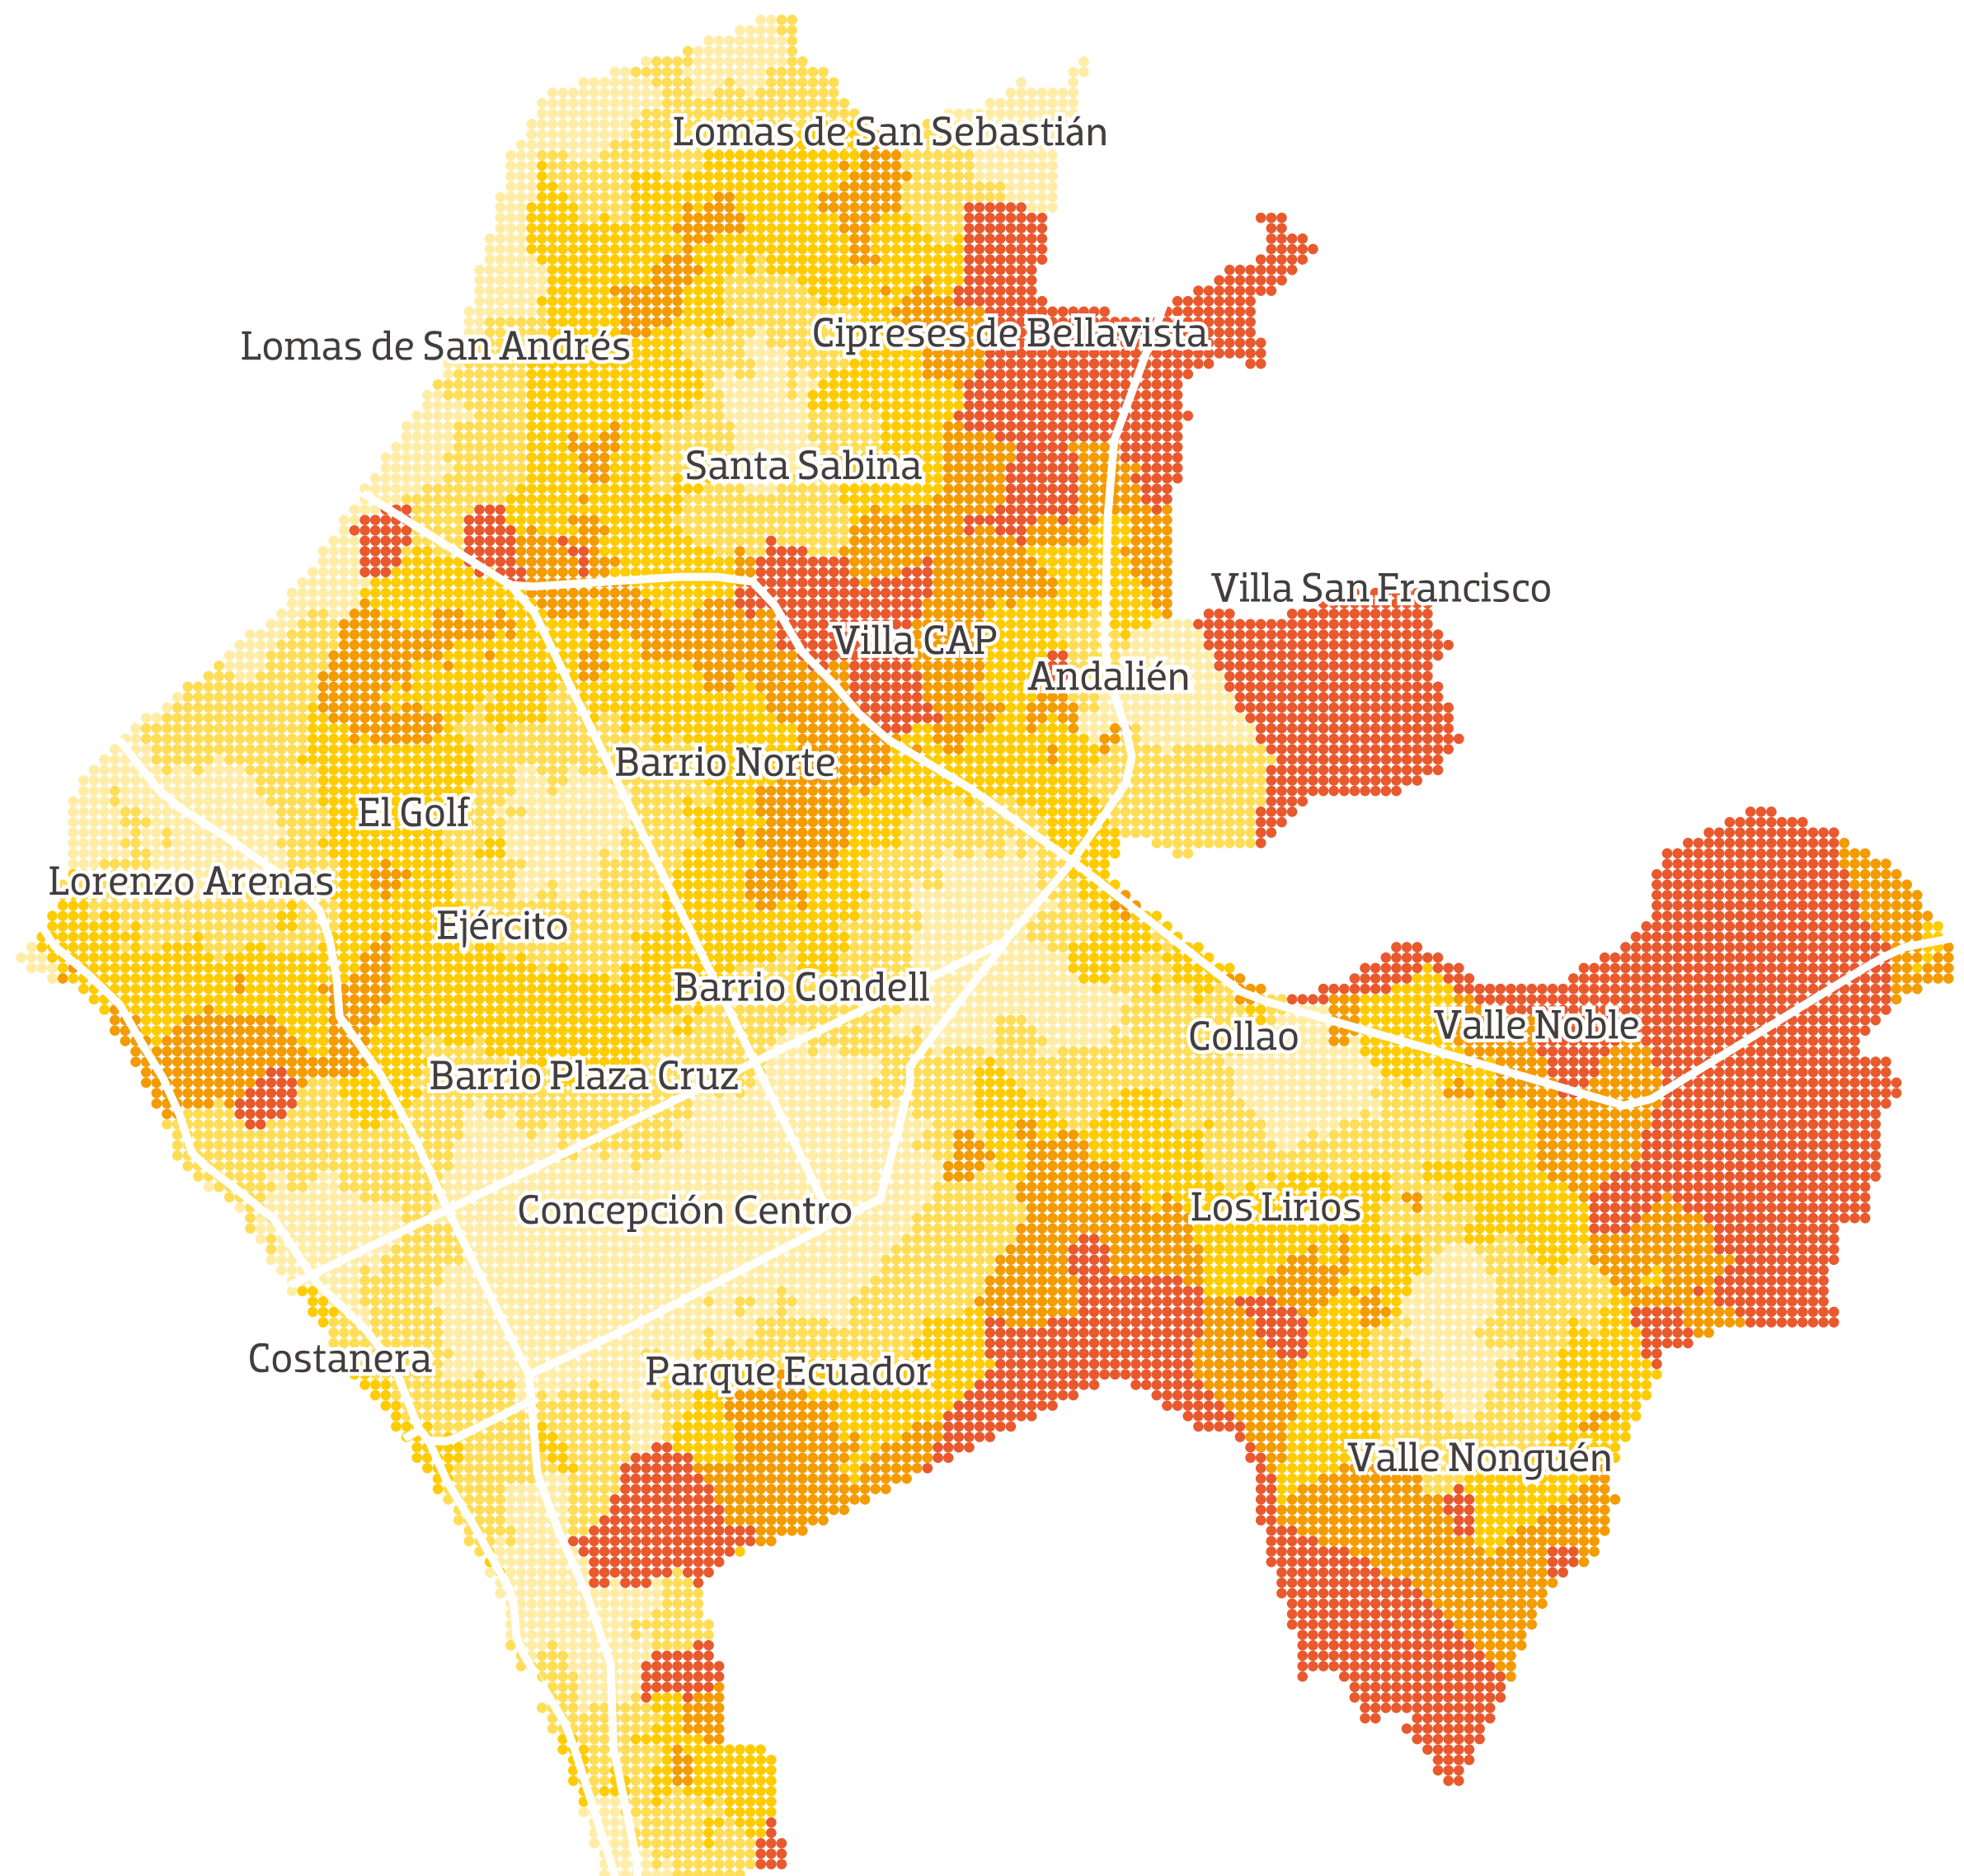 Lomas de San Sebastián
Cipreses de Bellavista
Lomas de San Andrés
Santa Sabina
Villa San Francisco
Villa CAP
Andalién
Barrio Norte
El Golf
Lorenzo Arenas
Ejército
Barrio Condell
Valle Noble
Collao
Barrio Plaza Cruz
Los Lirios
Concepción Centro
Costanera
Parque Ecuador
Valle Nonguén